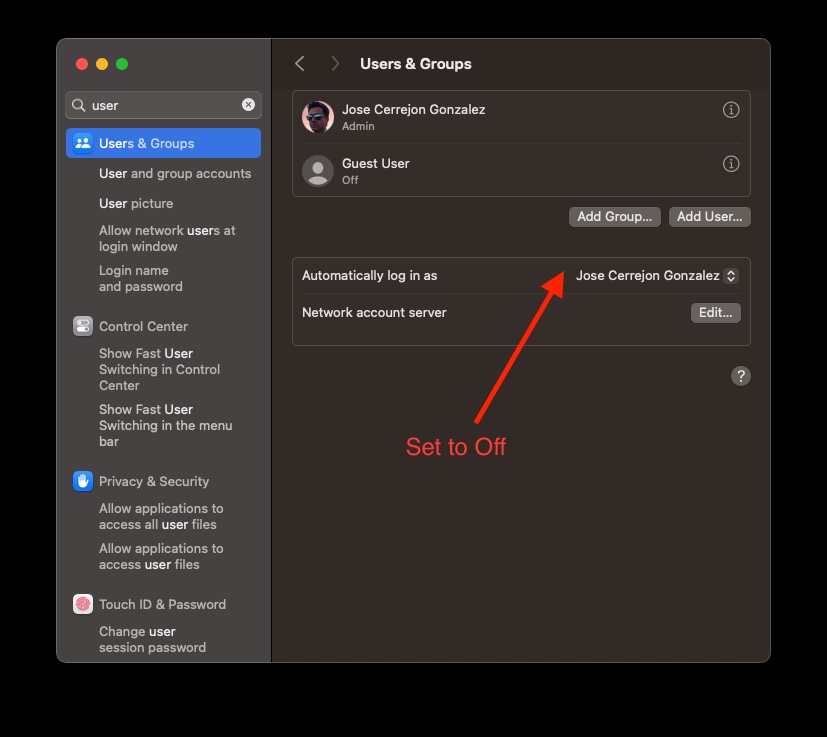 Users & Groups
user
Jose Cerrejon Gonzalez
Admin
Users & Groups
User and group accounts
Guest User
Off
User picture
Add Group...
Add User...
Allow network users at
login window
Login name
and password
Automatically log in as
Jose Cerrejon Gonzalez
Network account server
Edit...
Control Center
Show Fast User
Switching in Control
Center
?
Show Fast User
Switching in the menu
bar
Set to Off
Privacy & Security
Allow applications to
access all user files
Allow applications to
access user files
Touch ID & Password
Change user
session password